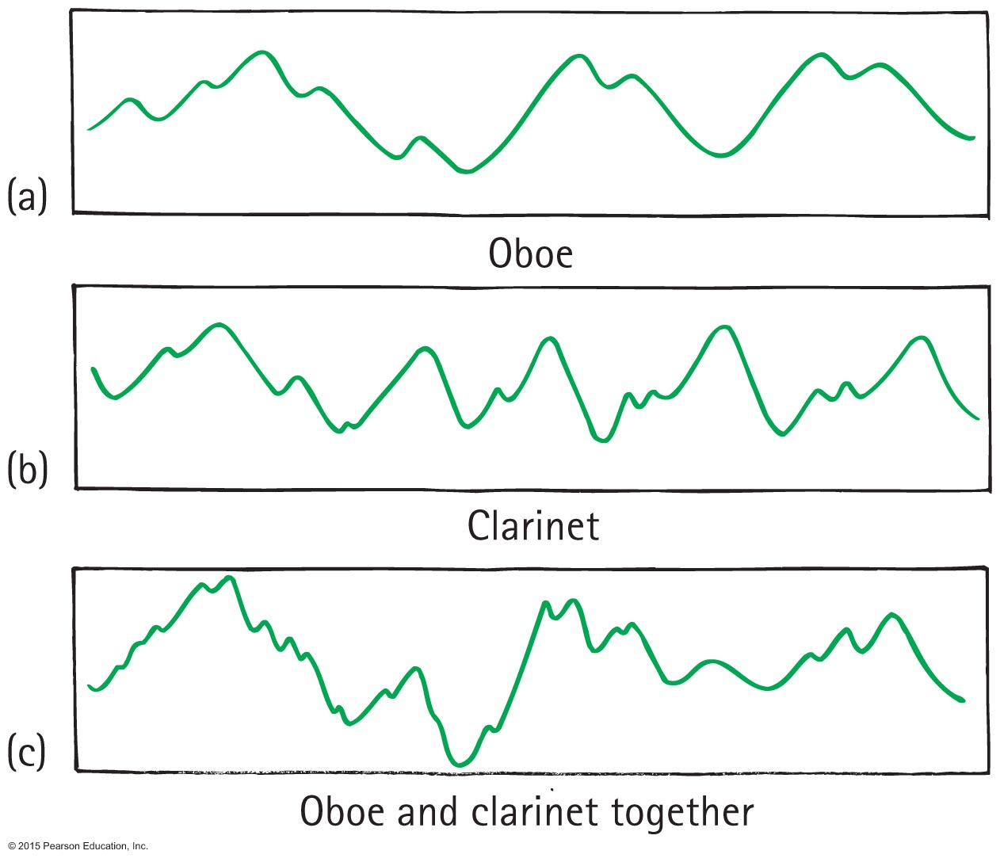 (a)
Oboe
(b)
Clarinet
(c)
Oboe and clarinet together
© 2015 Pearson Education, Inc.